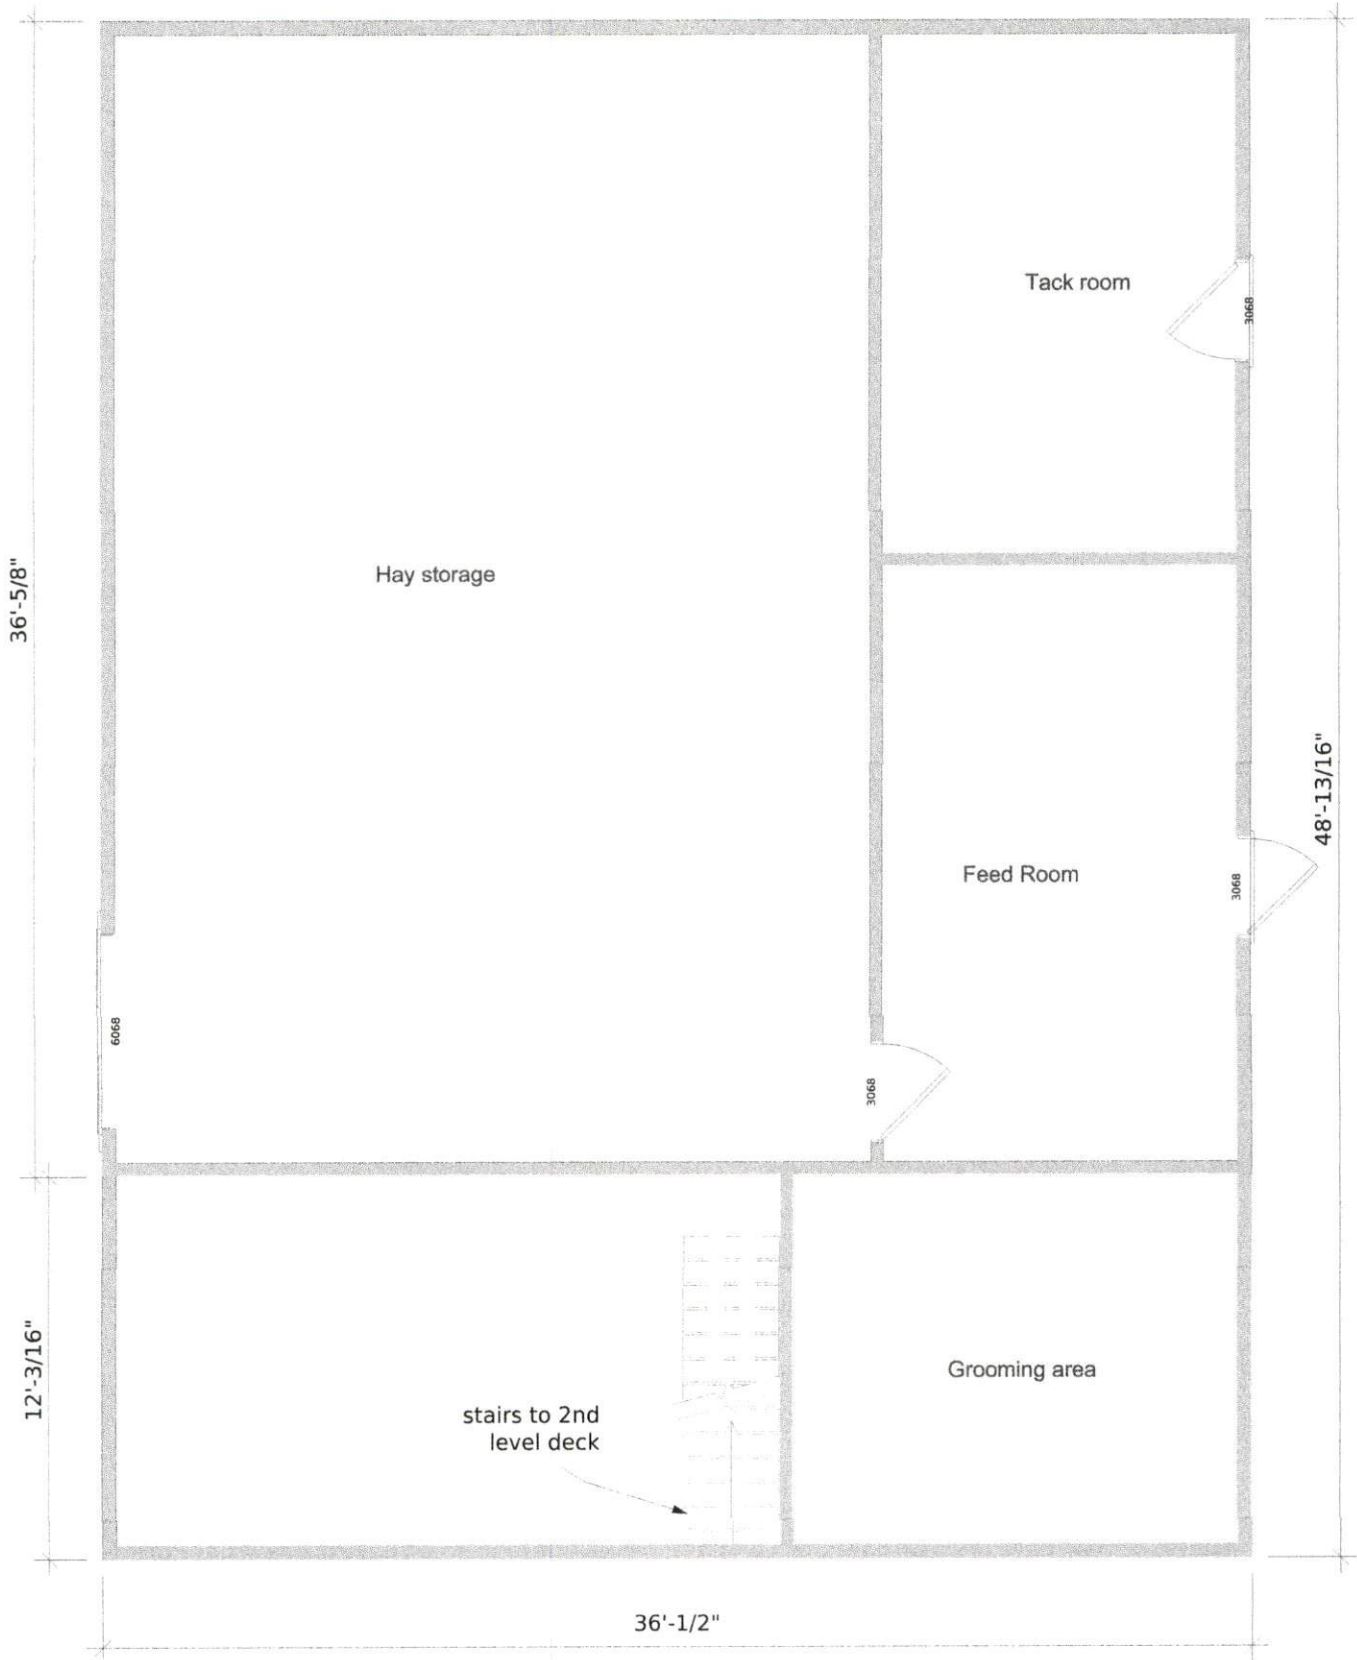 Tack room
3068
Hay storage
36'-5/8"
48'-13/16"
Feed Room
3068
6068
3068
12'-3/16"
Grooming area
stairs to 2nd
level deck
36'-1/2"